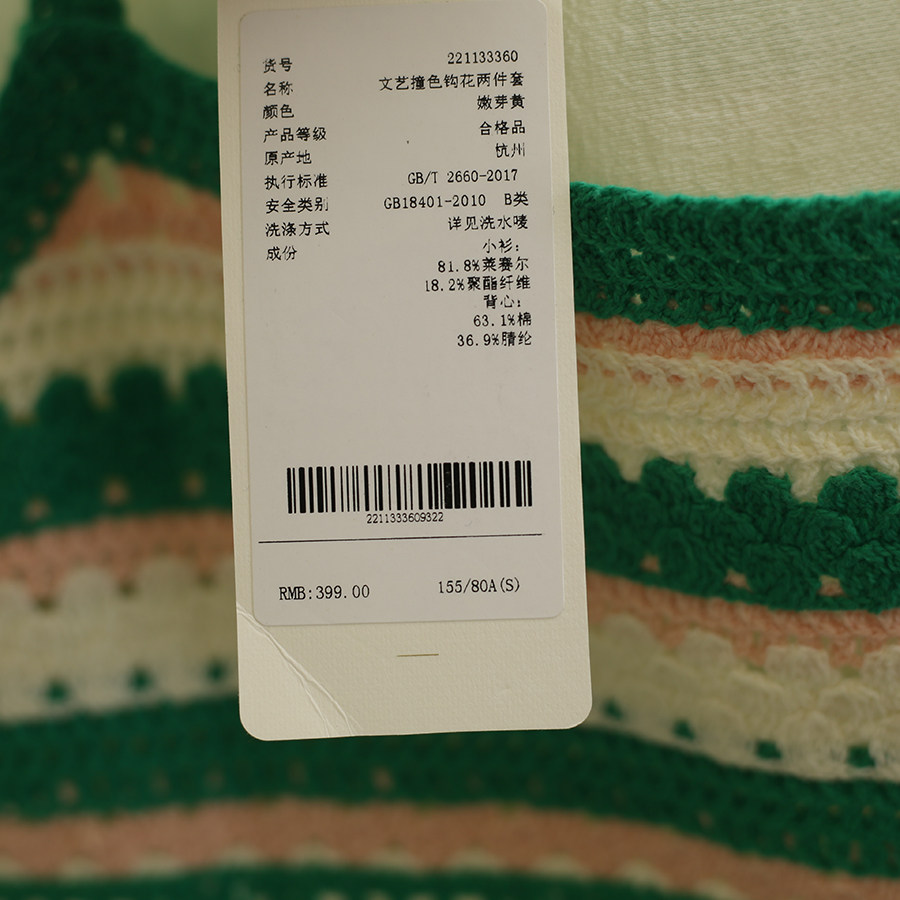 货号 221133360
名称 文艺撞色钩花两件套
颜色 嫩芽黄
产品等级 合格品
原产地 杭州
执行标准 GB/T 2660-2017
安全类别 GB18401-2010 B类
洗涤方式 详见洗水唛
成份 小衫:
81.8%莱赛尔
18.2%聚酯纤维
背心:
63.1%棉
36.9%腈纶
2211333609322
RMB:399.00 155/80A(S)